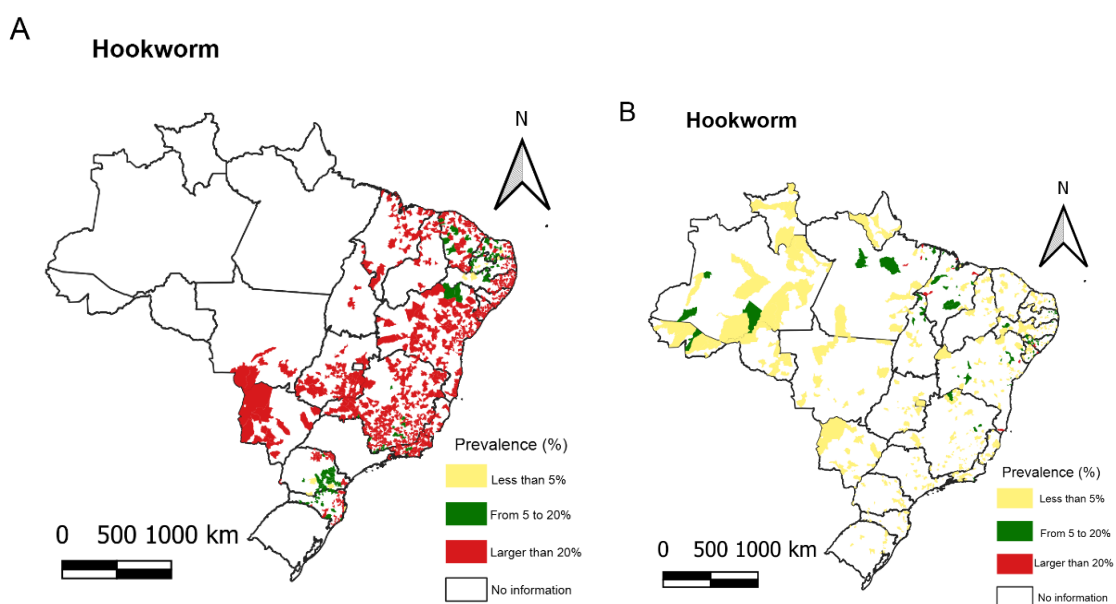 A
Hookworm
N
Prevalence (%)
Less than 5%
From 5 to 20%
Larger than 20%
No information
0 500 1000 km
B
Hookworm
N
Prevalence (%)
Less than 5%
From 5 to 20%
Larger than 20%
No information
0 500 1000 km